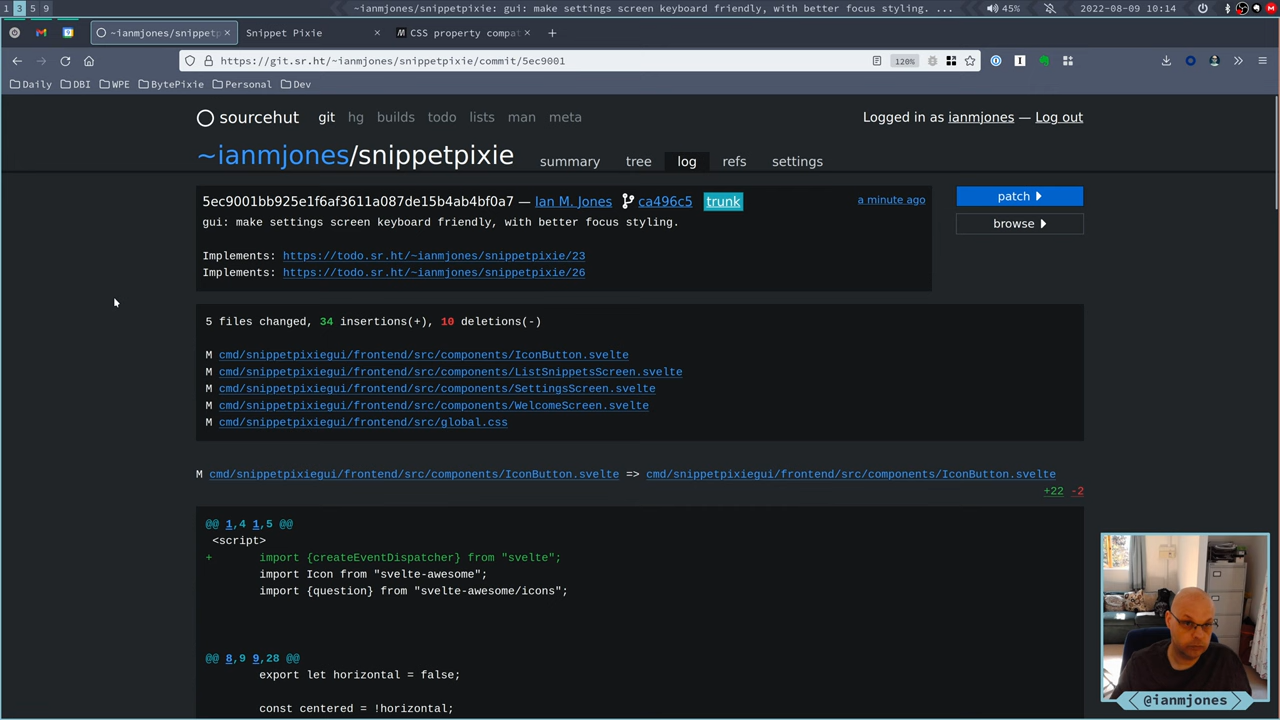 1 3 5 9
~ianmjones/snippetpixie: gui: make settings screen keyboard friendly, with better focus styling. ...
45%
2022-08-09 10:14
~ianmjones/snippetp
Snippet Pixie
CSS property compat
https://git.sr.ht/~ianmjones/snippetpixie/commit/5ec9001
120%
Daily DBI WPE BytePixie Personal Dev
sourcehut git hg builds todo lists man meta
Logged in as ianmjones — Log out
~ianmjones/snippetpixie summary tree log refs settings
5ec9001bb925e1f6af3611a087de15b4ab4bf0a7 — Ian M. Jones ca496c5 trunk a minute ago
patch
gui: make settings screen keyboard friendly, with better focus styling.
browse
Implements: https://todo.sr.ht/~ianmjones/snippetpixie/23
Implements: https://todo.sr.ht/~ianmjones/snippetpixie/26
5 files changed, 34 insertions(+), 10 deletions(-)
M cmd/snippetpixiegui/frontend/src/components/IconButton.svelte
M cmd/snippetpixiegui/frontend/src/components/ListSnippetsScreen.svelte
M cmd/snippetpixiegui/frontend/src/components/SettingsScreen.svelte
M cmd/snippetpixiegui/frontend/src/components/WelcomeScreen.svelte
M cmd/snippetpixiegui/frontend/src/global.css
M cmd/snippetpixiegui/frontend/src/components/IconButton.svelte => cmd/snippetpixiegui/frontend/src/components/IconButton.svelte
+22 -2
@@ 1,4 1,5 @@
<script>
+ import {createEventDispatcher} from "svelte";
import Icon from "svelte-awesome";
import {question} from "svelte-awesome/icons";
@@ 8,9 9,28 @@
export let horizontal = false;
const centered = !horizontal;
@ianmjones